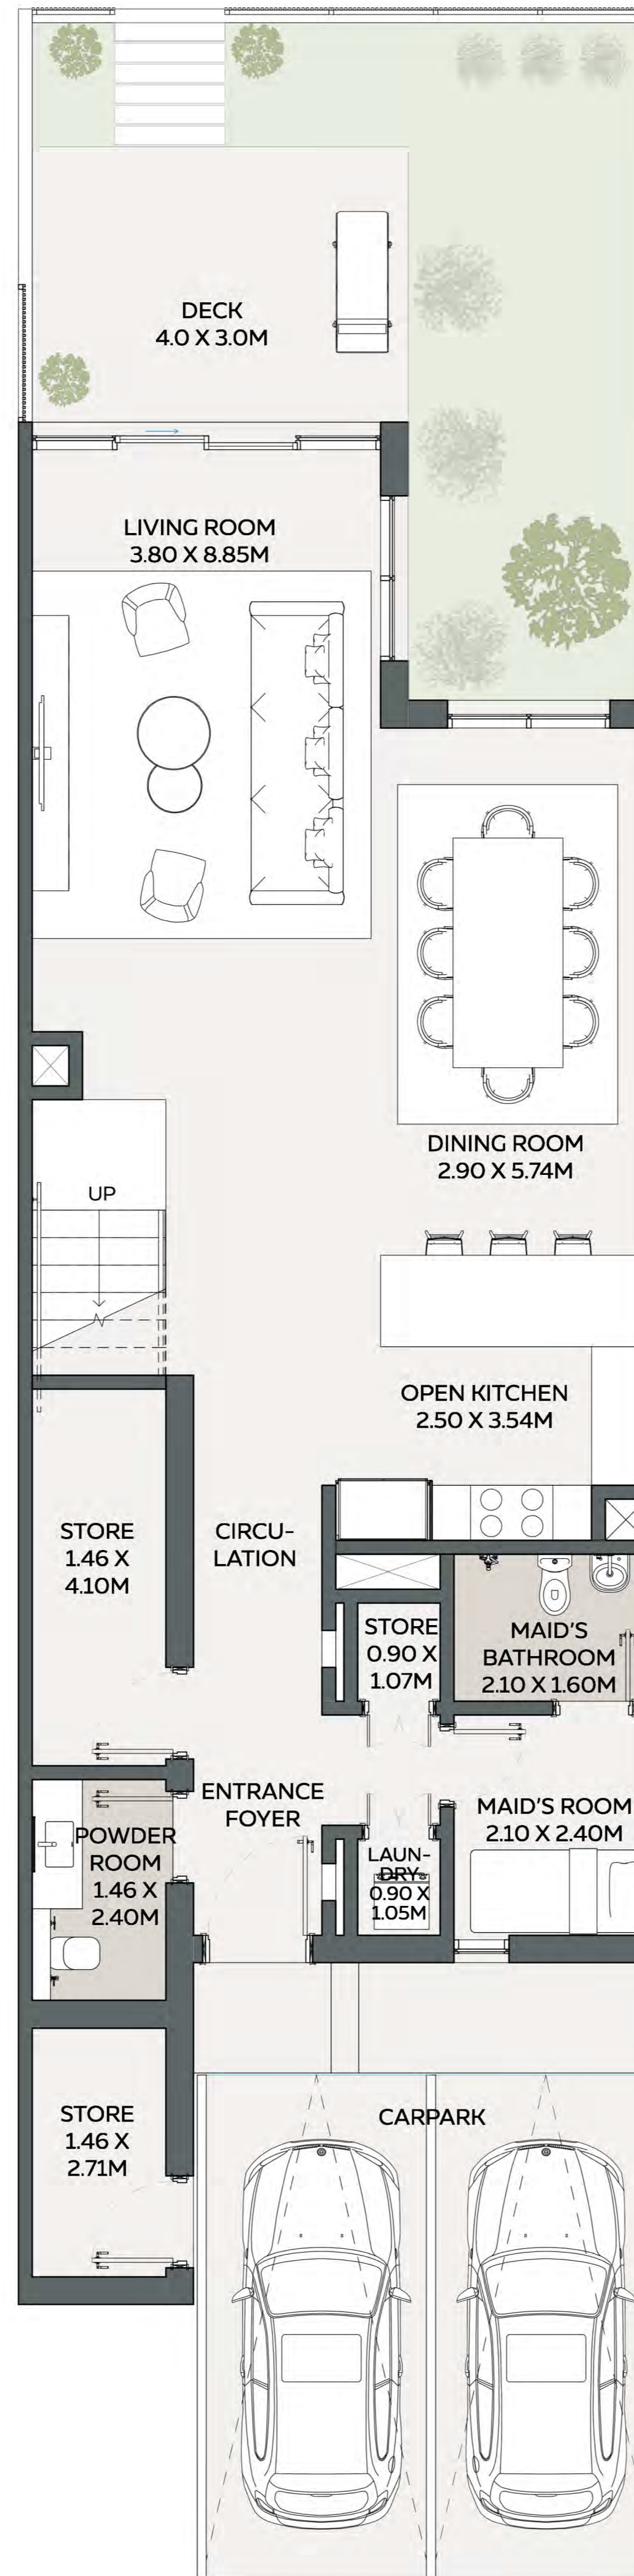 DECK
4.0 X 3.0M
LIVING ROOM
3.80 X 8.85M
DINING ROOM
2.90 X 5.74M
UP
OPEN KITCHEN
2.50 X 3.54M
STORE
1.46 X
4.10M
CIRCU-
LATION
STORE
0.90 X
1.07M
MAID'S
BATHROOM
2.10 X 1.60M
ENTRANCE
FOYER
MAID'S ROOM
2.10 X 2.40M
POWDER
ROOM
1.46 X
2.40M
LAUN-
DRY
0.90 X
1.05M
STORE
1.46 X
2.71M
CARPARK